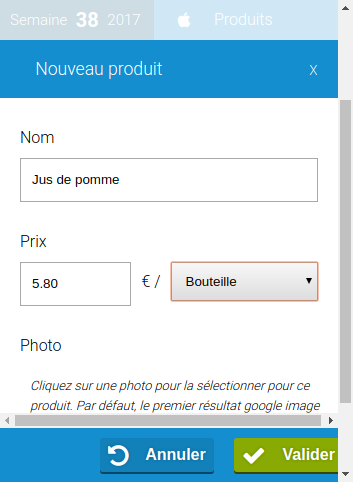 Semaine 38 2017 Produits
Nouveau produit x
Nom
Jus de pomme
Prix
5.80 € / Bouteille
Photo
Cliquez sur une photo pour la sélectionner pour ce
produit. Par défaut, le premier résultat google image
Annuler Valider